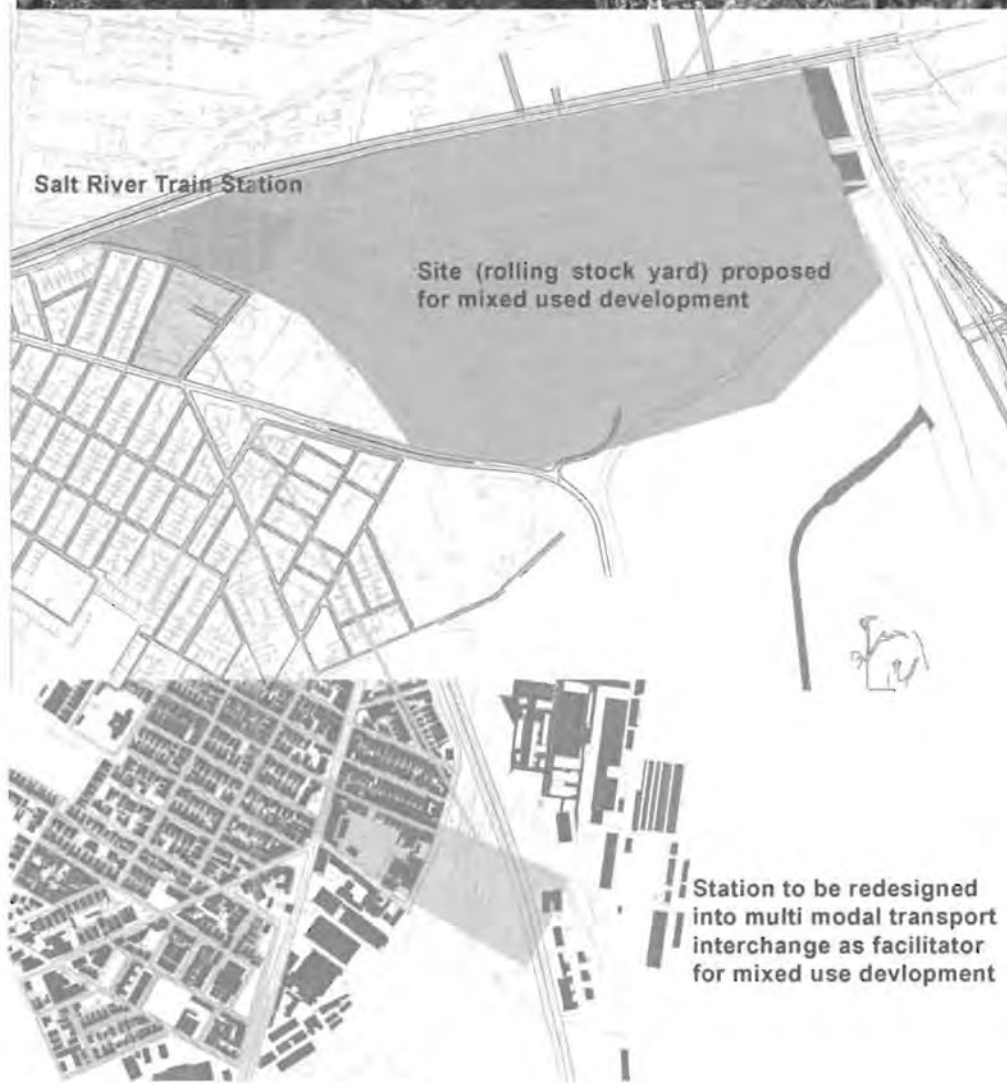 Salt River Train Station
Site (rolling stock yard) proposed
for mixed used development
Station to be redesigned
into multi modal transport
interchange as facilitator
for mixed use devlopment